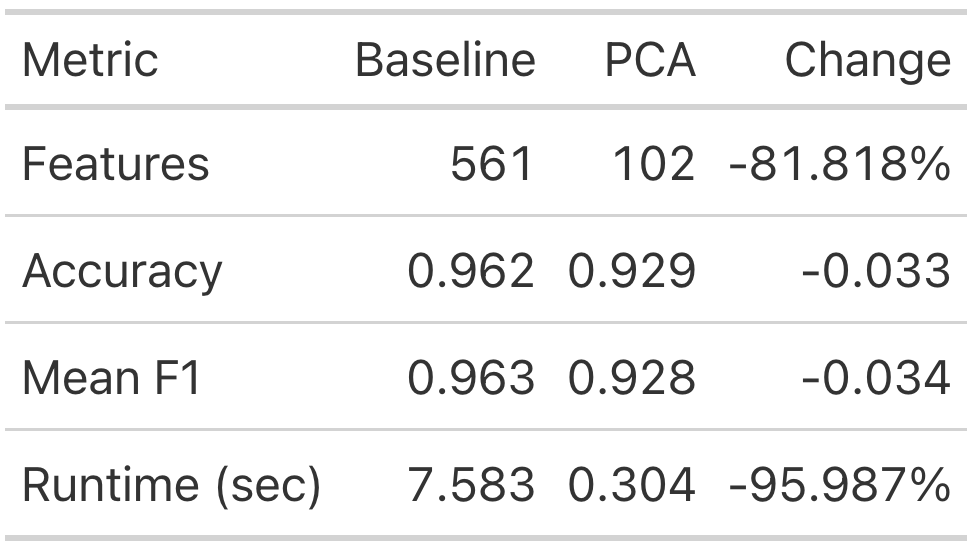 Metric Baseline PCA Change
Features 561 102 -81.818%
Accuracy 0.962 0.929 -0.033
Mean F1 0.963 0.928 -0.034
Runtime (sec) 7.583 0.304 -95.987%